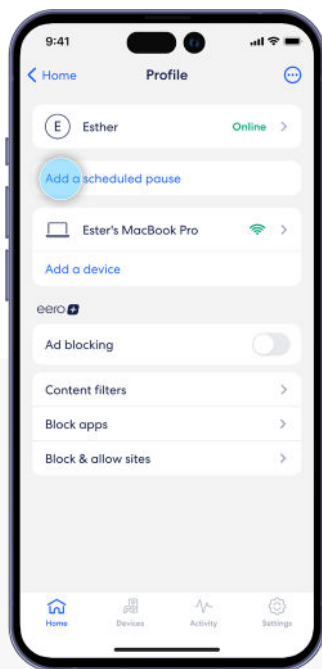 9:41
Home
Profile
E
Esther
Online
Add a scheduled pause
Ester's MacBook Pro
Add a device
eero+
Ad blocking
Content filters
Block apps
Block & allow sites
Home
Devices
Activity
Settings